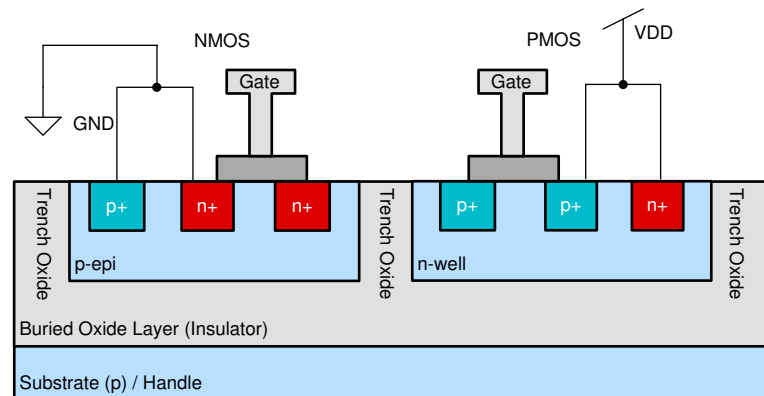 NMOS
PMOS
VDD
Gate
Gate
GND
Trench Oxide
p+
n+
n+
Trench Oxide
p+
p+
n+
Trench Oxide
p-epi
n-well
Buried Oxide Layer (Insulator)
Substrate (p) / Handle